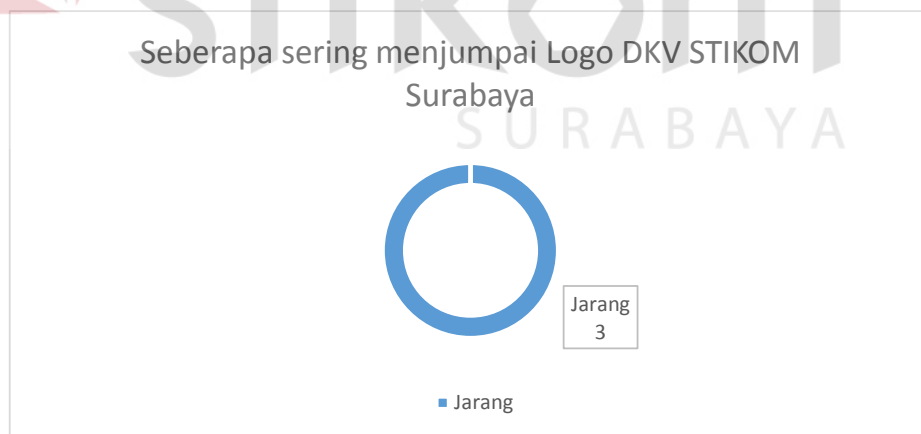 Seberapa sering menjumpai Logo DKV STIKOM
Surabaya
SURABAYA
Jarang
3
Jarang